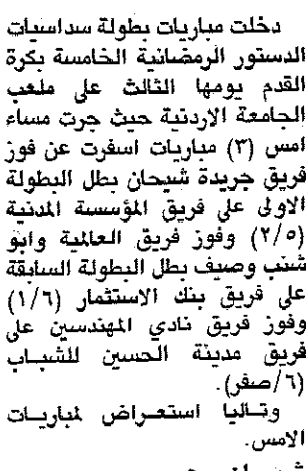 دخلت مباريات بطولة سداسيات
الدستور الرمضانية الخامسة بكرة
القدم يومها الثالث على ملعب
الجامعة الاردنية حيث جرت مساء
امس (٣) مباريات اسفرت عن فوز
فريق جريدة شيحان بطل البطولة
الاولى على فريق المؤسسة المدنية
(٢/٥) وفوز فريق العالمية وابو
شنب وصيف بطل البطولة السابقة
على فريق بنك الاستثمار (١/٦)
وفوز فريق نادي المهندسين على
فريق مدينة الحسين للشباب
(٦/صفر).
وتاليا استعراض لمباريات
الامس.